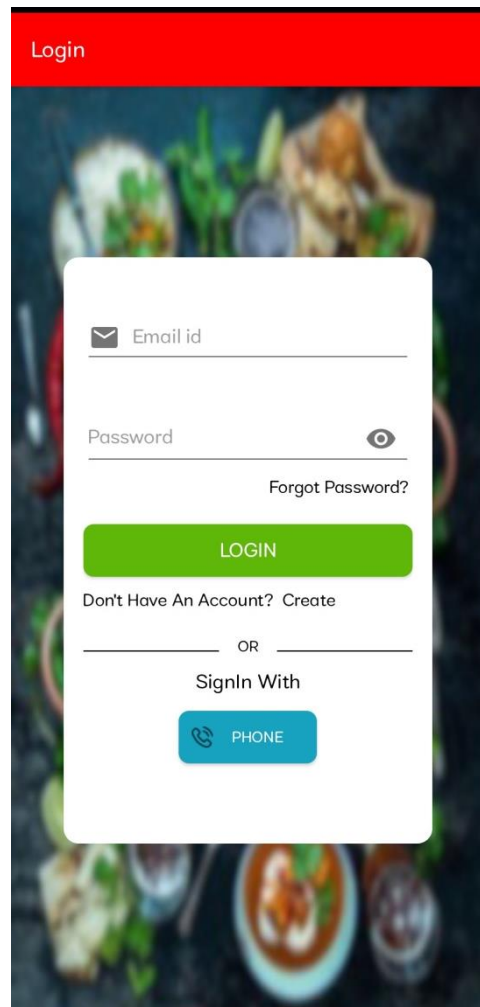 Login
Email id
Password
Forgot Password?
LOGIN
Don't Have An Account? Create
OR
SignIn With
PHONE